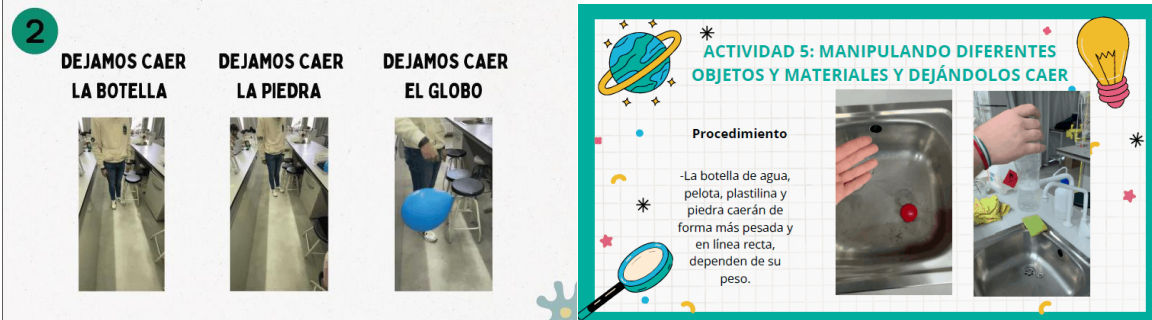 2
DEJAMOS CAER
LA BOTELLA
DEJAMOS CAER
LA PIEDRA
DEJAMOS CAER
EL GLOBO
ACTIVIDAD 5: MANIPULANDO DIFERENTES
OBJETOS Y MATERIALES Y DEJÁNDOLOS CAER
Procedimiento
-La botella de agua,
pelota, plastilina y
piedra caerán de
forma más pesada y
en línea recta,
dependen de su
peso.